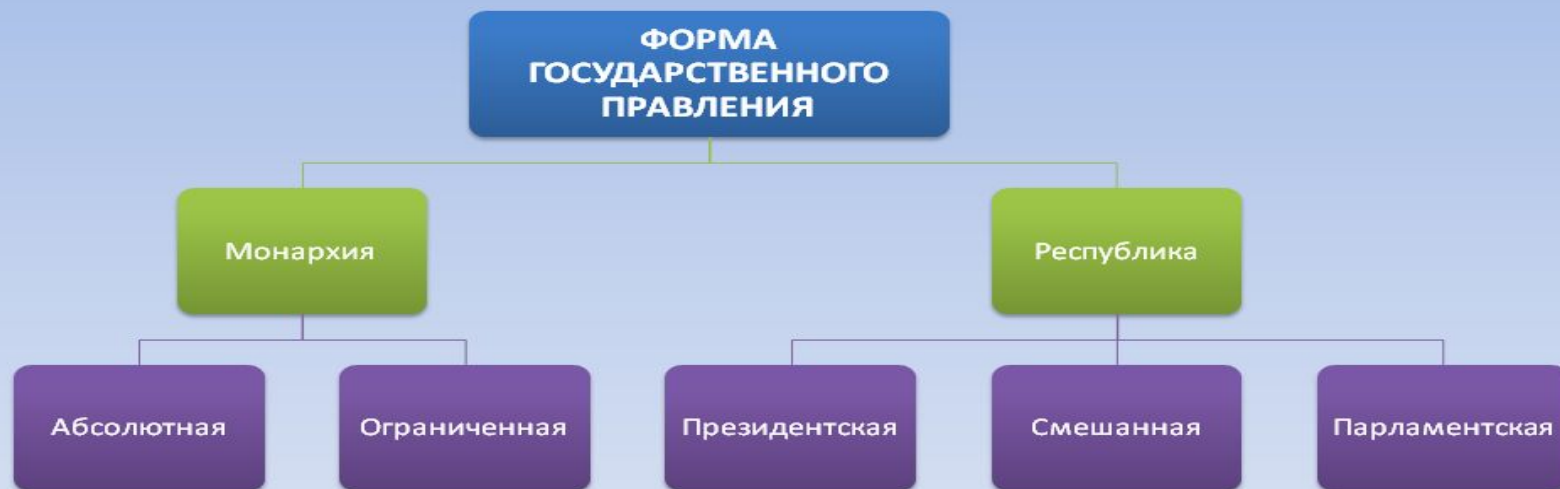 ФОРМА
ГОСУДАРСТВЕННОГО
ПРАВЛЕНИЯ
Монархия
Республика
Абсолютная
Ограниченная
Президентская
Смешанная
Парламентская